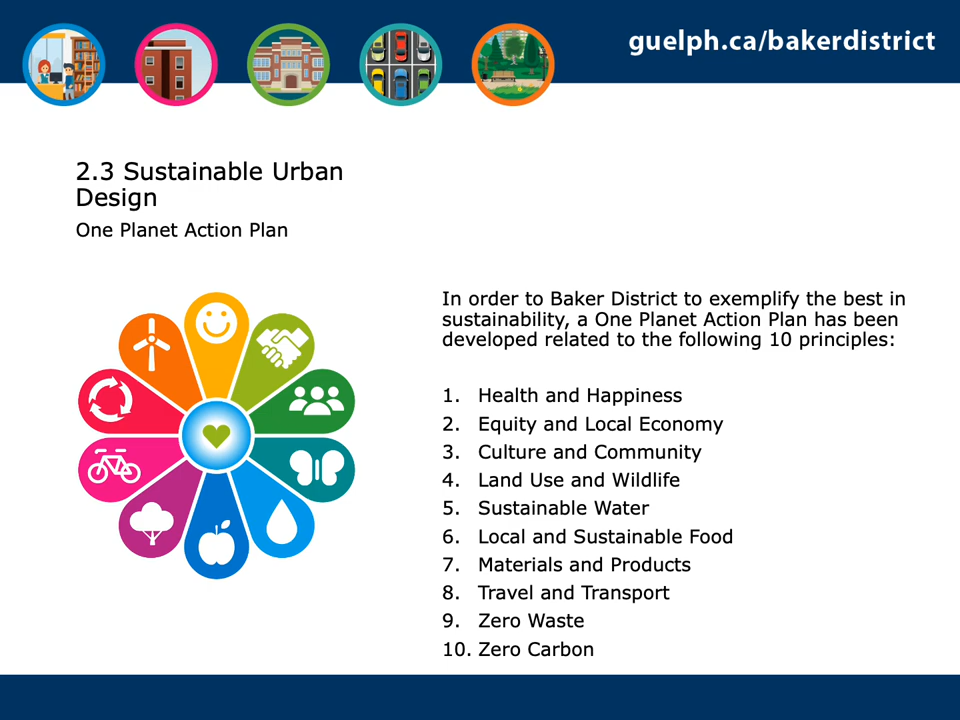 guelph.ca/bakerdistrict
2.3 Sustainable Urban
Design
One Planet Action Plan
In order to Baker District to exemplify the best in
sustainability, a One Planet Action Plan has been
developed related to the following 10 principles:
1. Health and Happiness
2. Equity and Local Economy
3. Culture and Community
4. Land Use and Wildlife
5. Sustainable Water
6. Local and Sustainable Food
7. Materials and Products
8. Travel and Transport
9. Zero Waste
10. Zero Carbon